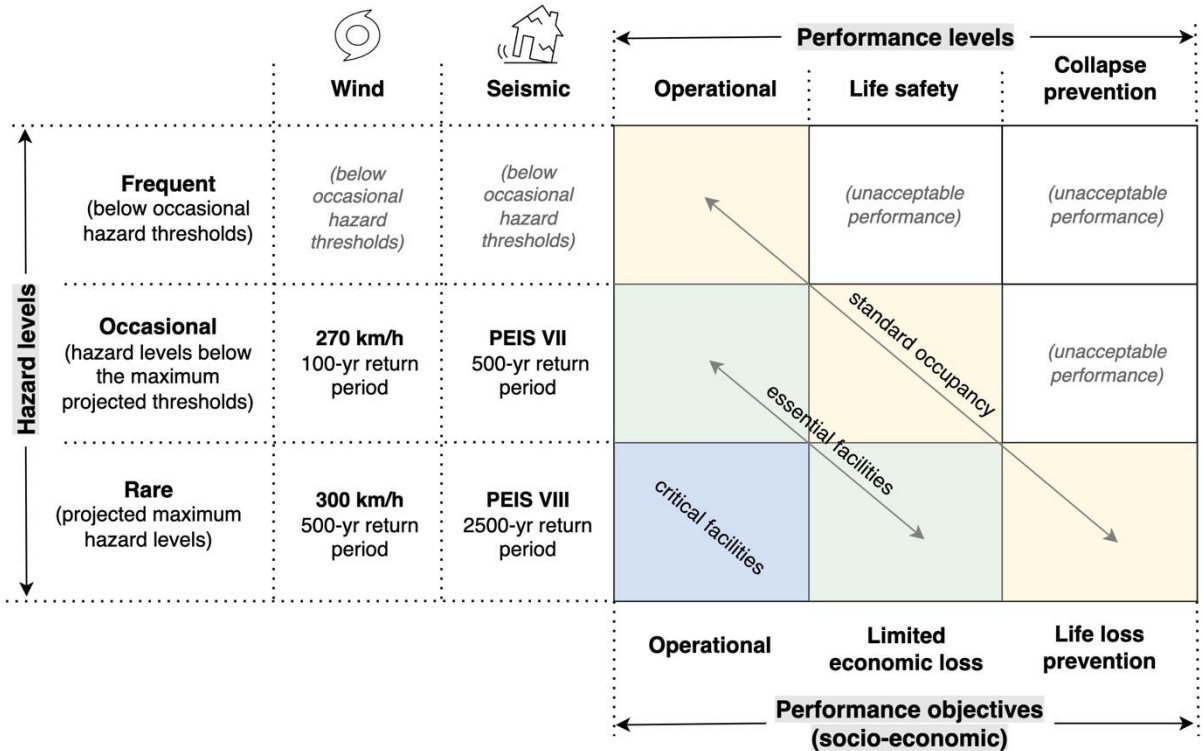 Performance levels
Wind
Seismic
Operational
Life safety
Collapse
prevention
Hazard levels
Frequent
(below occasional
hazard thresholds)
(below
occasional
hazard
thresholds)
(below
occasional
hazard
thresholds)
(unacceptable
performance)
(unacceptable
performance)
Occasional
(hazard levels below
the maximum
projected thresholds)
270 km/h
100-yr return
period
PEIS VII
500-yr return
period
(unacceptable
performance)
standard occupancy
essential facilities
Rare
(projected maximum
hazard levels)
300 km/h
500-yr return
period
PEIS VIII
2500-yr return
period
critical facilities
Operational
Limited
economic loss
Life loss
prevention
Performance objectives
(socio-economic)